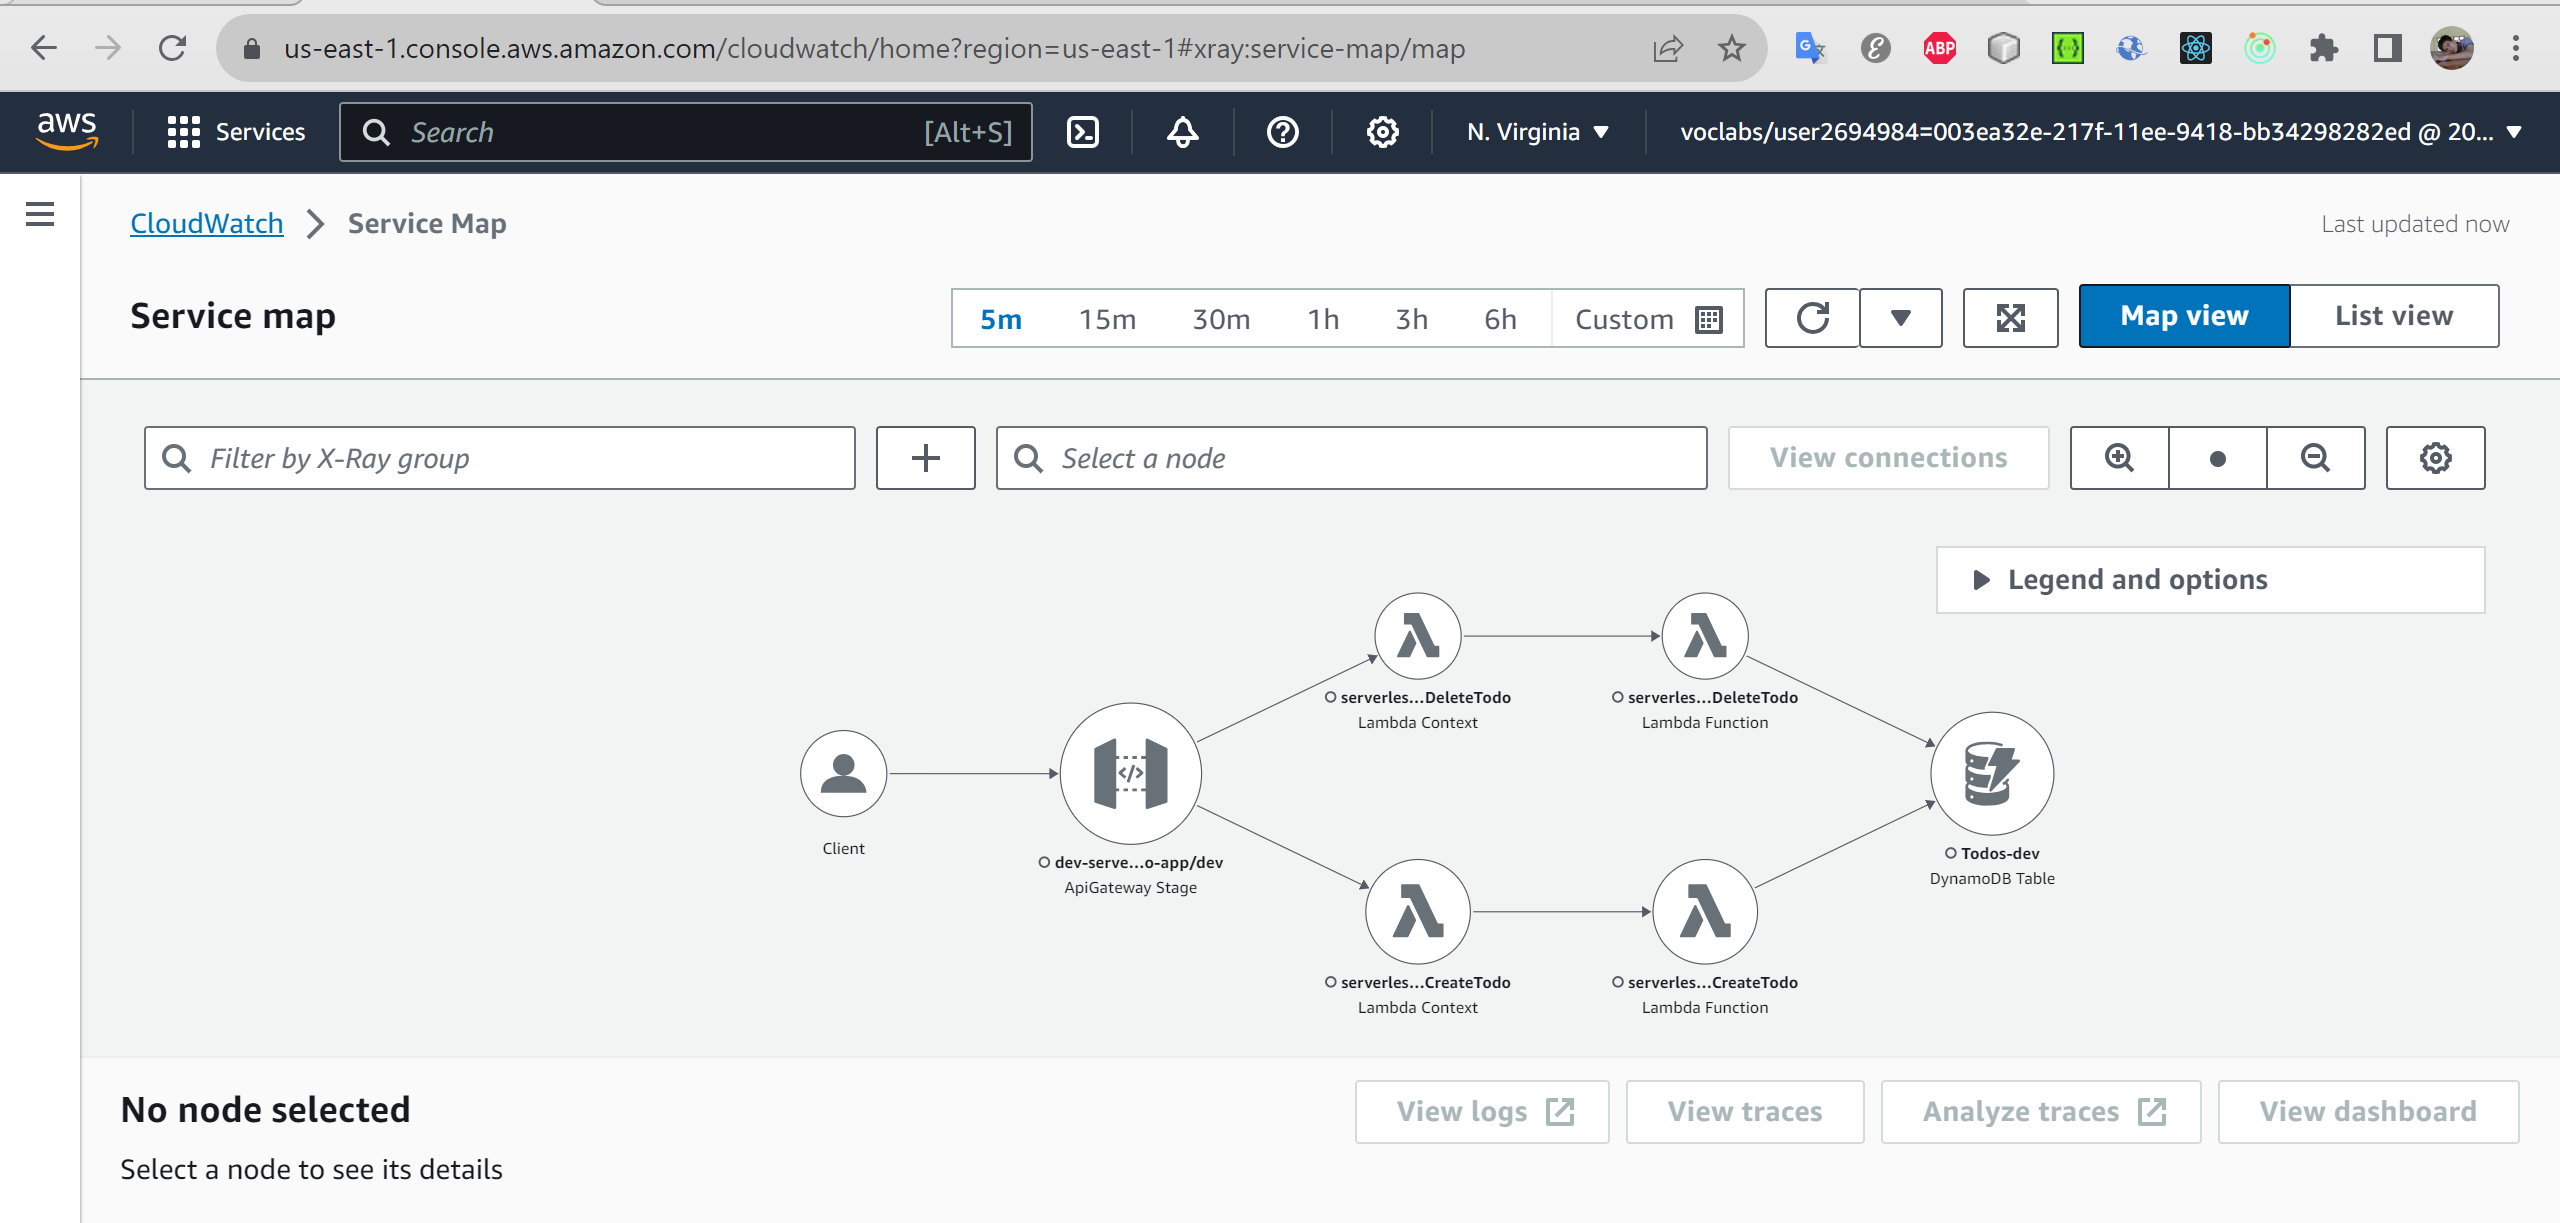 us-east-1.console.aws.amazon.com/cloudwatch/home?region=us-east-1#xray:service-map/map
ABP
aws
Services
Search
[Alt+S]
N. Virginia
voclabs/user2694984=003ea32e-217f-11ee-9418-bb34298282ed @ 20...
CloudWatch
Service Map
Last updated now
Service map
5m
15m
30m
1h
3h
6h
Custom
Map view
List view
Filter by X-Ray group
Select a node
View connections
Legend and options
serverles...DeleteTodo
Lambda Context
serverles...DeleteTodo
Lambda Function
Client
dev-serve...o-app/dev
ApiGateway Stage
Todos-dev
DynamoDB Table
serverles...CreateTodo
Lambda Context
serverles...CreateTodo
Lambda Function
No node selected
Select a node to see its details
View logs
View traces
Analyze traces
View dashboard